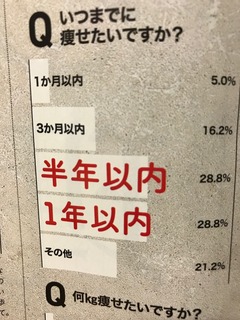 Q いつまでに
痩せたいですか?
1か月以内 5.0%
3か月以内 16.2%
半年以内 28.8%
1年以内 28.8%
その他 21.2%
Q 何kg痩せたいですか?